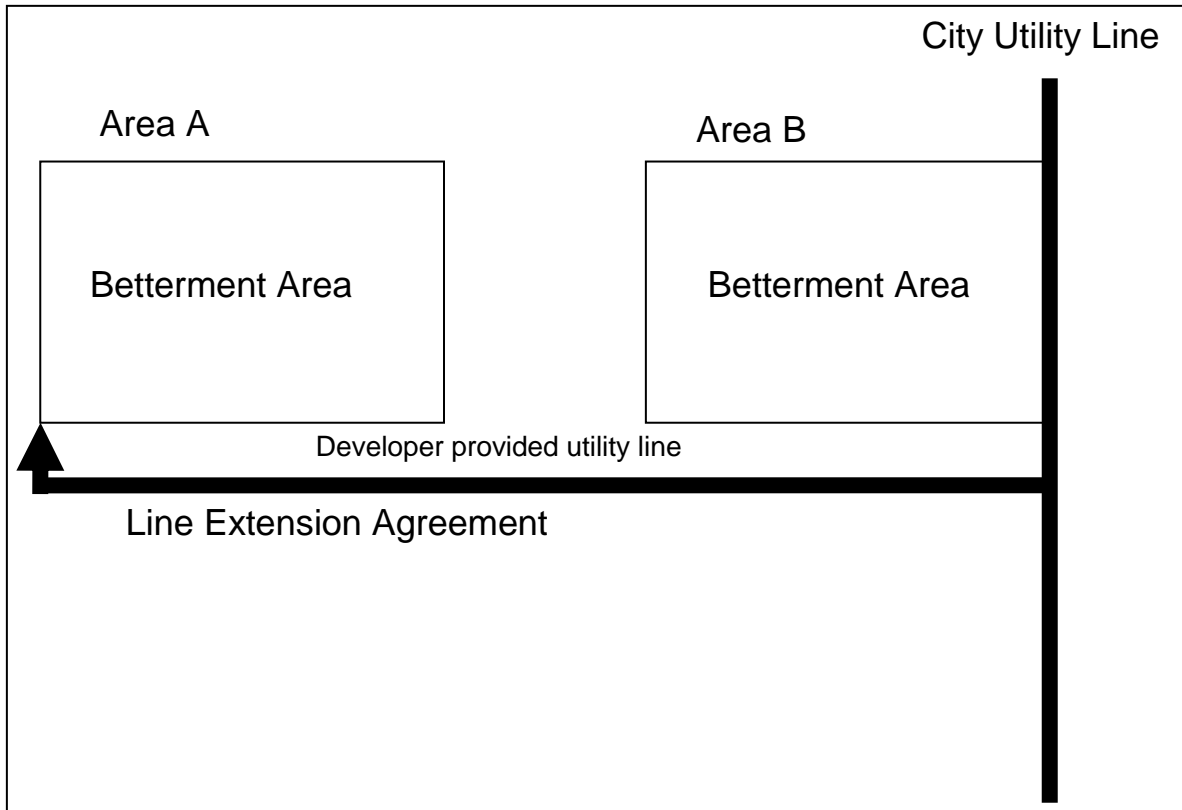 City Utility Line
Area A
Area B
Betterment Area
Betterment Area
Developer provided utility line
Line Extension Agreement